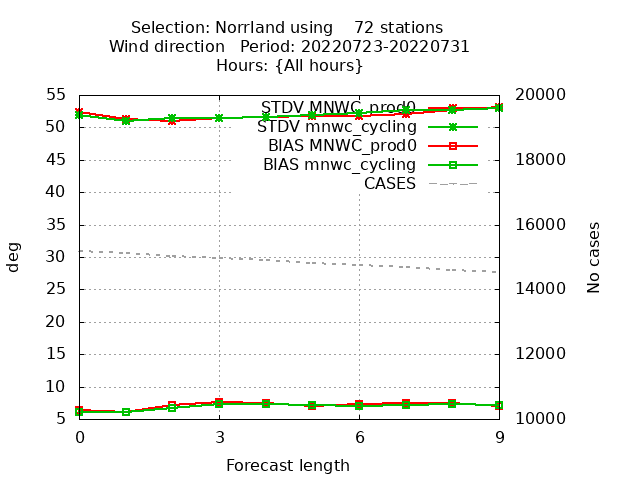 Selection: Norrland using 72 stations
Wind direction Period: 20220723-20220731
Hours: {All hours}
STDV MNWC_prod0
STDV mnwc_cycling
BIAS MNWC_prod0
BIAS mnwc_cycling
CASES
55
50
45
40
35
30
25
20
15
10
5
20000
18000
16000
14000
12000
10000
deg
No cases
0 3 6 9
Forecast length